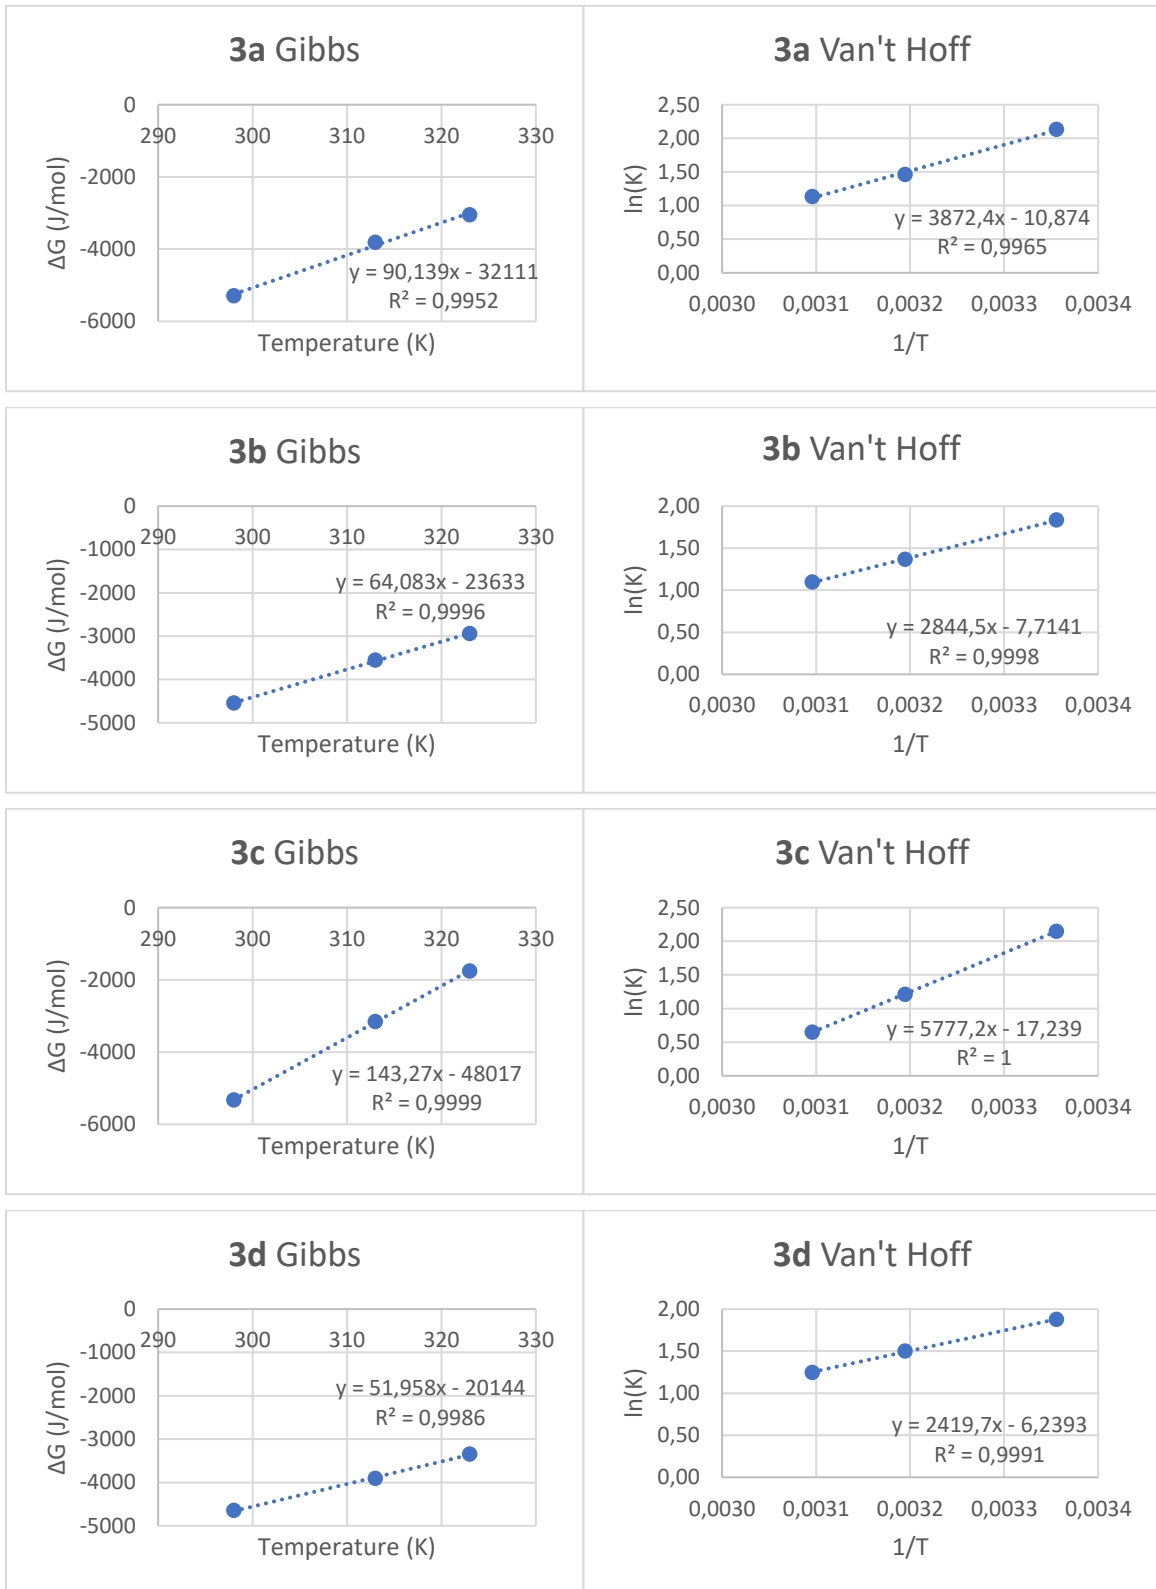 3a Gibbs
0
290 300 310 320 330
-2000
-4000
-6000
ΔG (J/mol)
y = 90,139x - 32111
R² = 0,9952
Temperature (K)
3a Van't Hoff
2,50
2,00
1,50
1,00
0,50
0,00
ln(K)
y = 3872,4x - 10,874
R² = 0,9965
0,0030 0,0031 0,0032 0,0033 0,0034
1/T
3b Gibbs
0
290 300 310 320 330
-1000
-2000
-3000
-4000
-5000
ΔG (J/mol)
y = 64,083x - 23633
R² = 0,9996
Temperature (K)
3b Van't Hoff
2,00
1,50
1,00
0,50
0,00
ln(K)
y = 2844,5x - 7,7141
R² = 0,9998
0,0030 0,0031 0,0032 0,0033 0,0034
1/T
3c Gibbs
0
290 300 310 320 330
-2000
-4000
-6000
ΔG (J/mol)
y = 143,27x - 48017
R² = 0,9999
Temperature (K)
3c Van't Hoff
2,50
2,00
1,50
1,00
0,50
0,00
ln(K)
y = 5777,2x - 17,239
R² = 1
0,0030 0,0031 0,0032 0,0033 0,0034
1/T
3d Gibbs
0
290 300 310 320 330
-1000
-2000
-3000
-4000
-5000
ΔG (J/mol)
y = 51,958x - 20144
R² = 0,9986
Temperature (K)
3d Van't Hoff
2,00
1,50
1,00
0,50
0,00
ln(K)
y = 2419,7x - 6,2393
R² = 0,9991
0,0030 0,0031 0,0032 0,0033 0,0034
1/T